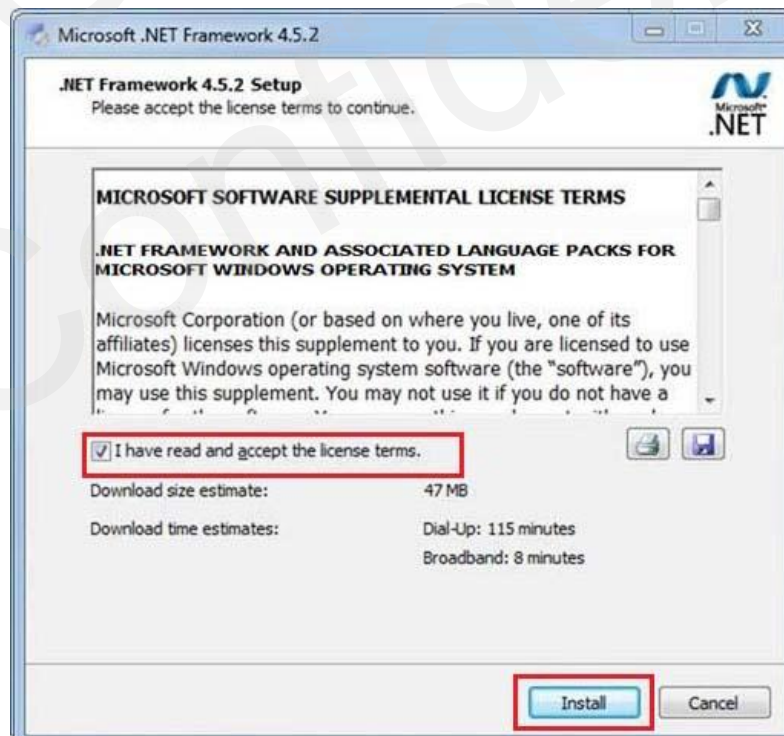 Microsoft .NET Framework 4.5.2
.NET Framework 4.5.2 Setup
Please accept the license terms to continue.
Microsoft®
.NET
MICROSOFT SOFTWARE SUPPLEMENTAL LICENSE TERMS
.NET FRAMEWORK AND ASSOCIATED LANGUAGE PACKS FOR
MICROSOFT WINDOWS OPERATING SYSTEM
Microsoft Corporation (or based on where you live, one of its
affiliates) licenses this supplement to you. If you are licensed to use
Microsoft Windows operating system software (the “software”), you
may use this supplement. You may not use it if you do not have a
I have read and accept the license terms.
Download size estimate: 47 MB
Download time estimates: Dial-Up: 115 minutes
Broadband: 8 minutes
Install Cancel